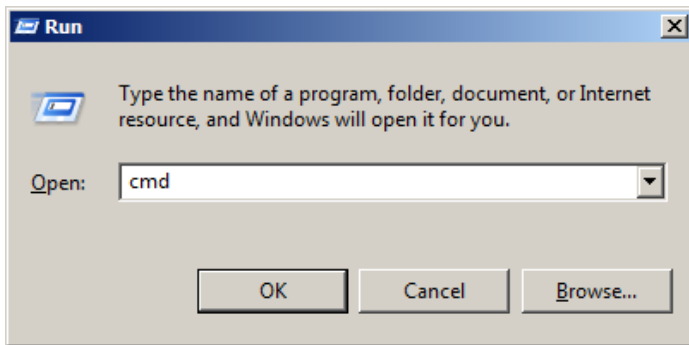 Run
Type the name of a program, folder, document, or Internet
resource, and Windows will open it for you.
Open: cmd
OK Cancel Browse...